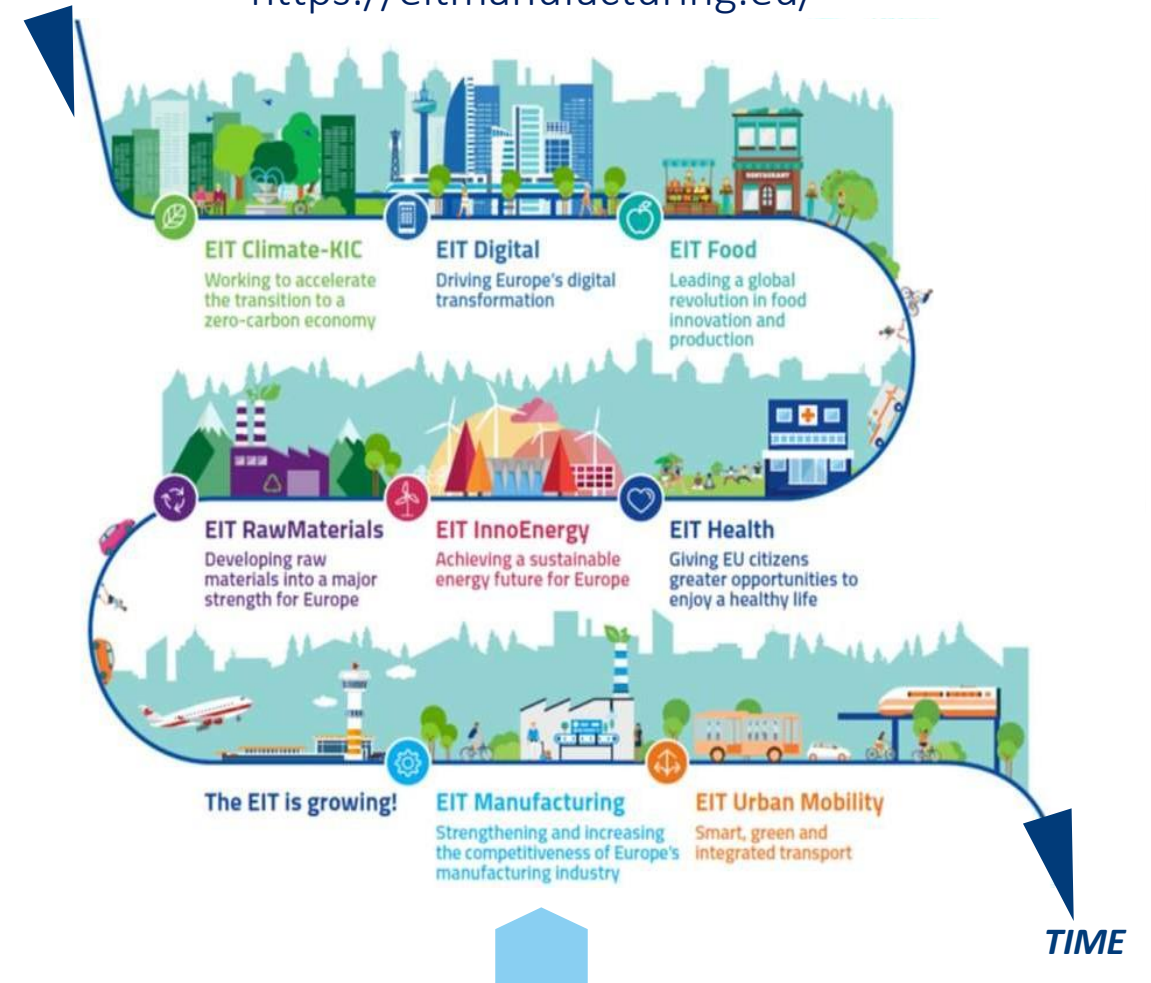 https://eitmanufacturing.eu/
RESTAURANT
EIT Climate-KIC
Working to accelerate
the transition to a
zero-carbon economy
EIT Digital
Driving Europe's digital
transformation
EIT Food
Leading a global
revolution in food
innovation and
production
EIT RawMaterials
Developing raw
materials into a major
strength for Europe
EIT InnoEnergy
Achieving a sustainable
energy future for Europe
EIT Health
Giving EU citizens
greater opportunities to
enjoy a healthy life
The EIT is growing!
EIT Manufacturing
Strengthening and increasing
the competitiveness of Europe's
manufacturing industry
EIT Urban Mobility
Smart, green and
integrated transport
TIME